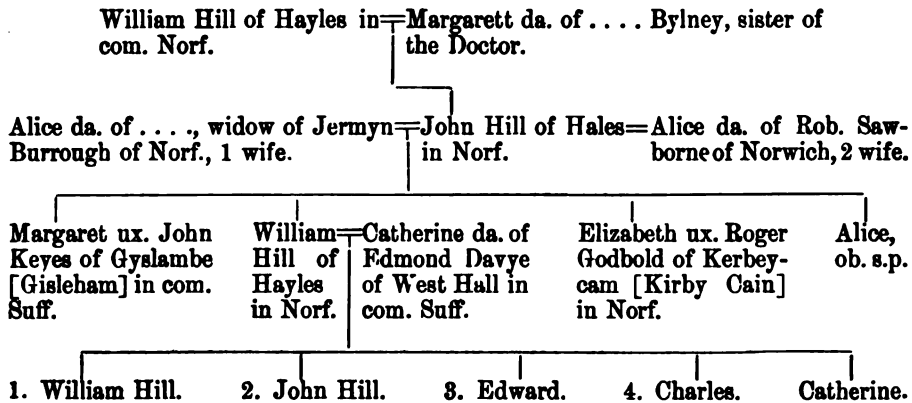 William Hill of Hayles in Margarett da. of .... Bylney, sister of
com. Norf. the Doctor.
Alice da. of ...., widow of Jermyn John Hill of Hales=Alice da. of Rob. Saw-
Burrough of Norf., 1 wife. in Norf. borne of Norwich, 2 wife.
Margaret ux. John William Catherine da. of Elizabeth ux. Roger Alice,
Keyes of Gyslambe Hill of Edmond Davye Godbold of Kerbey- ob. s.p.
[Gisleham] in com. Hayles of West Hall in cam [Kirby Cain]
Suff. in Norf. com. Suff. in Norf.
1. William Hill. 2. John Hill. 3. Edward. 4. Charles. Catherine.